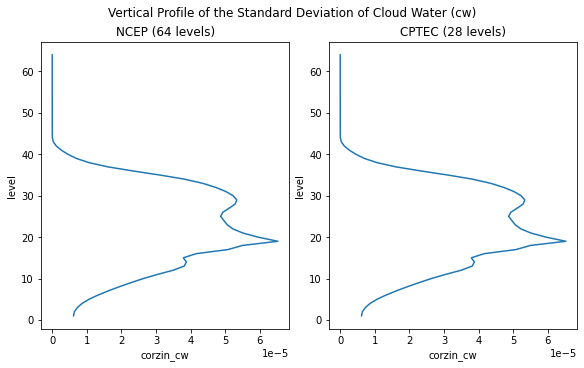 Vertical Profile of the Standard Deviation of Cloud Water (cw)
NCEP (64 levels)
CPTEC (28 levels)
60
50
40
30
20
10
0
level
0 1 2 3 4 5 6
1e−5
corzin_cw
60
50
40
30
20
10
0
level
0 1 2 3 4 5 6
1e−5
corzin_cw